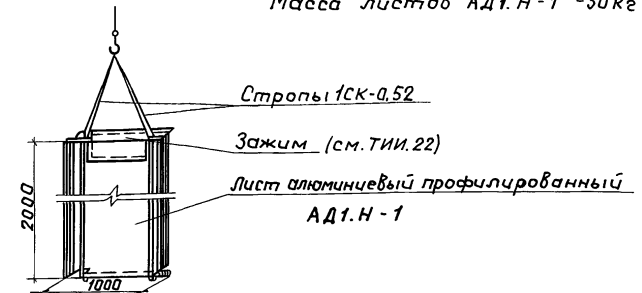 Масса листов АД1.Н-1 -50кг
Стропы 1СК-0,52
Зажим (см. ТИИ.22)
Лист алюминиевый профилированный
АД1.Н-1
2000
1000